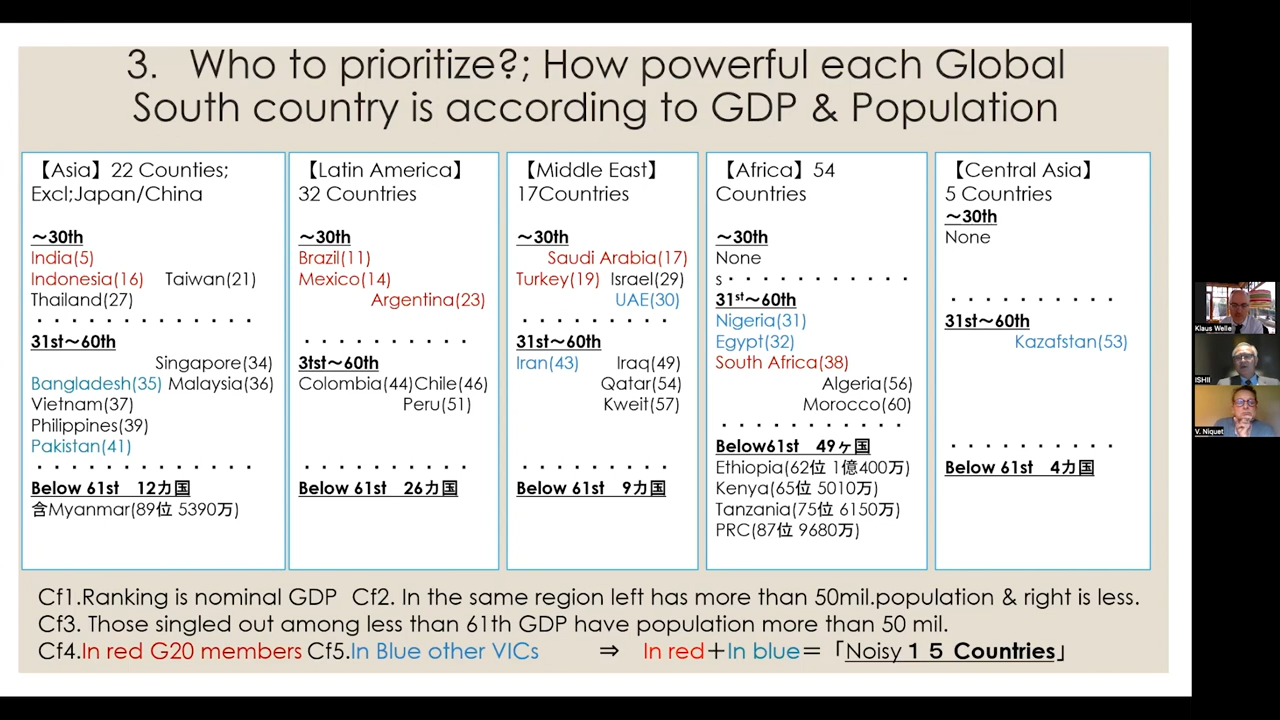 3. Who to prioritize?; How powerful each Global
South country is according to GDP & Population
【Asia】22 Counties;
Excl;Japan/China
～30th
India(5)
Indonesia(16) Taiwan(21)
Thailand(27)
・・・・・・・・・・・・・
31st～60th
Singapore(34)
Bangladesh(35) Malaysia(36)
Vietnam(37)
Philippines(39)
Pakistan(41)
・・・・・・・・・・・・・
Below 61st 12カ国
含Myanmar(89位 5390万)
【Latin America】
32 Countries
～30th
Brazil(11)
Mexico(14)
Argentina(23)
・・・・・・・・・・
3tst～60th
Colombia(44)Chile(46)
Peru(51)
・・・・・・・・・・
Below 61st 26カ国
【Middle East】
17Countries
～30th
Saudi Arabia(17)
Turkey(19) Israel(29)
UAE(30)
・・・・・・・・・
31st～60th
Iran(43) Iraq(49)
Qatar(54)
Kweit(57)
・・・・・・・・・
Below 61st 9カ国
【Africa】54
Countries
～30th
None
s・・・・・・・・・・・
31st～60th
Nigeria(31)
Egypt(32)
South Africa(38)
Algeria(56)
Morocco(60)
・・・・・・・・・・・
Below61st 49ヶ国
Ethiopia(62位 1億400万)
Kenya(65位 5010万)
Tanzania(75位 6150万)
PRC(87位 9680万)
【Central Asia】
5 Countries
～30th
None
・・・・・・・・・・
31st～60th
Kazafstan(53)
・・・・・・・・・・
Below 61st 4カ国
Cf1.Ranking is nominal GDP Cf2. In the same region left has more than 50mil.population & right is less.
Cf3. Those singled out among less than 61th GDP have population more than 50 mil.
Cf4.In red G20 members Cf5.In Blue other VICs ⇒ In red＋In blue＝「Noisy １５ Countries」
Klaus Welle
ISHII
V. Niquet